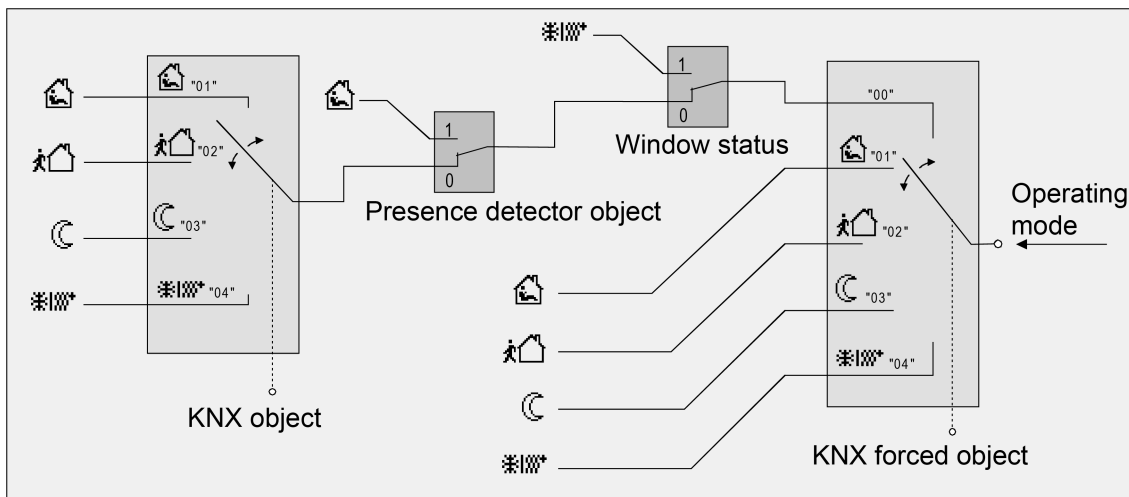 "01"
"02"
"03"
"04"
KNX object
1
0
Presence detector object
1
0
Window status
"00"
"01"
"02"
"03"
"04"
KNX forced object
Operating
mode